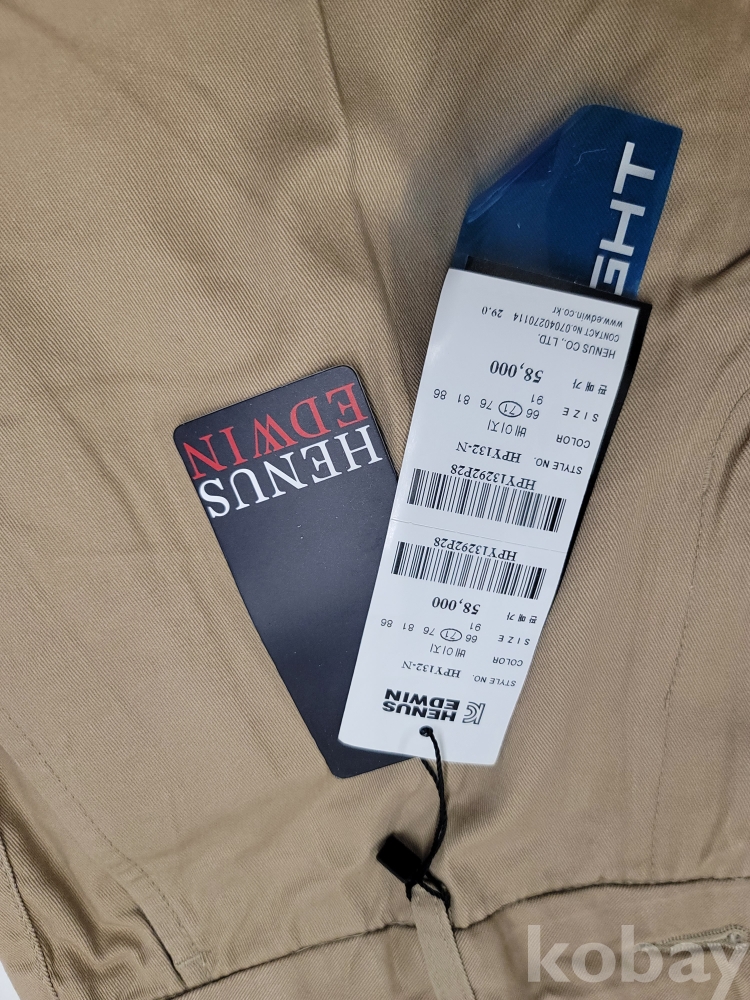 HENUS
EDWIN
HENUS
EDWIN
STYLE NO. HPY132-N
COLOR 베이지
SIZE 66 71 76 81 86
91
판 매 가 58,000
HPY13292P28
HPY13292P28
STYLE NO. HPY132-N
COLOR 베이지
SIZE 66 71 76 81 86
91
판 매 가 58,000
HENUS CO., LTD.
CONTACT No.07040270114 29.0
www.edwin.co.kr
GHT
kobay